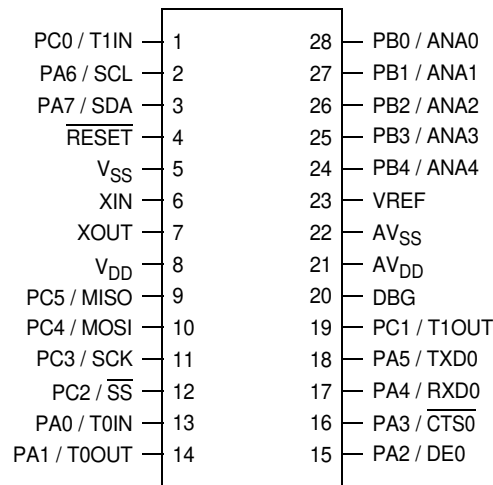 PC0 / T1IN 1 28 PB0 / ANA0
PA6 / SCL 2 27 PB1 / ANA1
PA7 / SDA 3 26 PB2 / ANA2
R̅E̅S̅E̅T̅ 4 25 PB3 / ANA3
VSS 5 24 PB4 / ANA4
XIN 6 23 VREF
XOUT 7 22 AVSS
VDD 8 21 AVDD
PC5 / MISO 9 20 DBG
PC4 / MOSI 10 19 PC1 / T1OUT
PC3 / SCK 11 18 PA5 / TXD0
PC2 / S̅S̅ 12 17 PA4 / RXD0
PA0 / T0IN 13 16 PA3 / C̅T̅S̅0̅
PA1 / T0OUT 14 15 PA2 / DE0